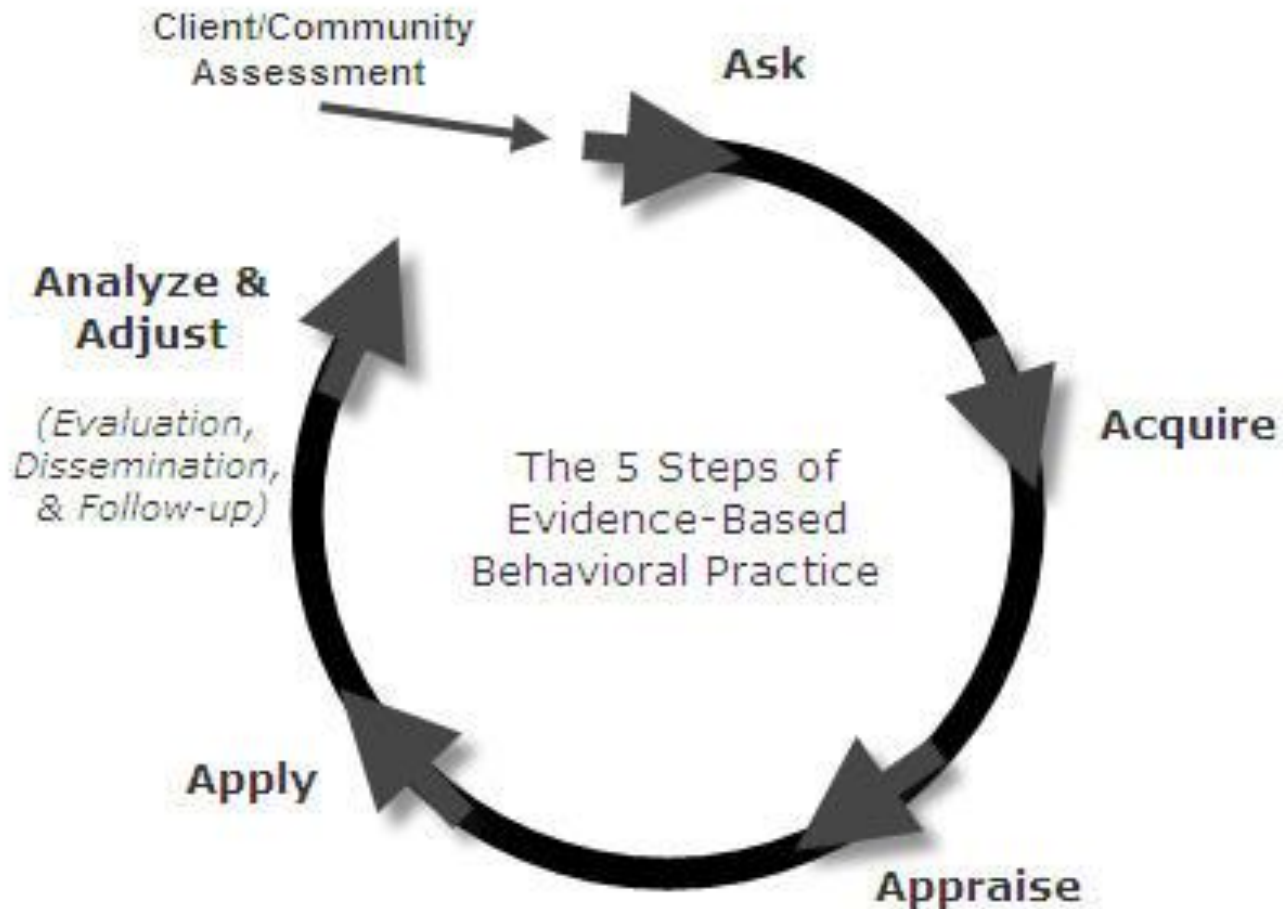 Client/Community
Assessment
Ask
Analyze &
Adjust
(Evaluation,
Dissemination,
& Follow-up)
Acquire
The 5 Steps of
Evidence-Based
Behavioral Practice
Apply
Appraise